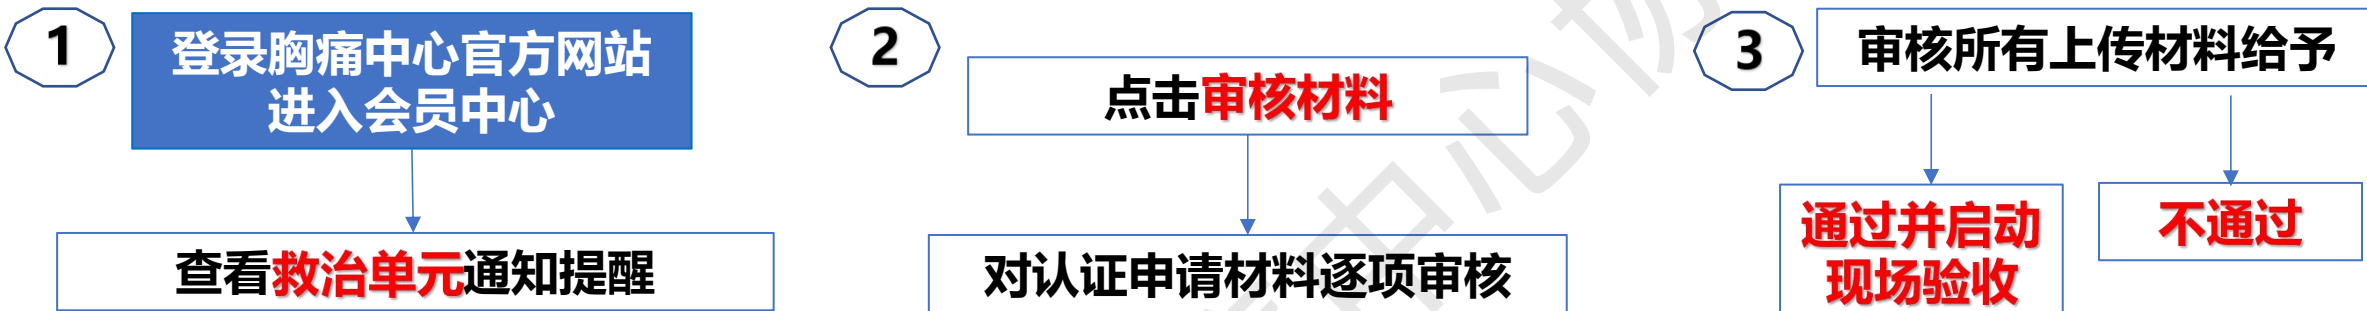 1
登录胸痛中心官方网站
进入会员中心
查看救治单元通知提醒
2
点击审核材料
对认证申请材料逐项审核
3
审核所有上传材料给予
通过并启动
现场验收
不通过
中心协